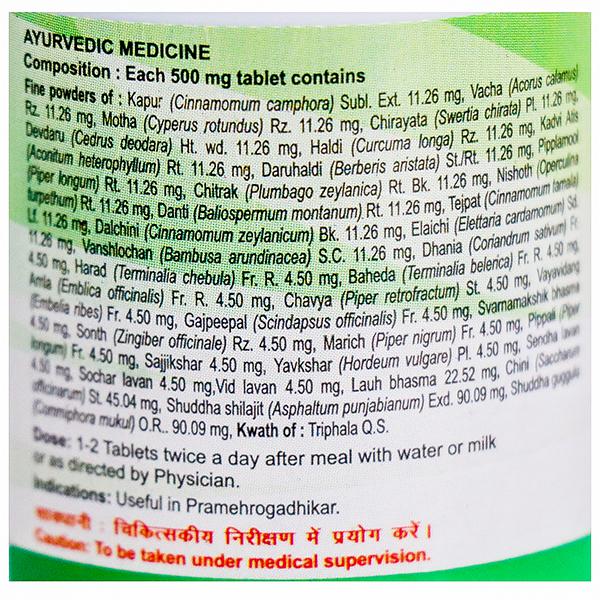 AYURVEDIC MEDICINE
Composition : Each 500 mg tablet contains
Fine powders of : Kapur (Cinnamomum camphora) Subl. Ext. 11.26 mg, Vacha (Acorus calamus)
Rz. 11.26 mg, Motha (Cyperus rotundus) Rz. 11.26 mg, Chirayata (Swertia chirata) Pl. 11.26 mg,
Devdaru (Cedrus deodara) Ht. wd. 11.26 mg, Haldi (Curcuma longa) Rz. 11.26 mg, Kadvi Atis
(Aconitum heterophyllum) Rt. 11.26 mg, Daruhaldi (Berberis aristata) St./Rt. 11.26 mg, Pipplamool
(Piper longum) Rt. 11.26 mg, Chitrak (Plumbago zeylanica) Rt. Bk. 11.26 mg, Nishoth (Operculina
turpethum) Rt. 11.26 mg, Danti (Baliospermum montanum) Rt. 11.26 mg, Tejpat (Cinnamomum tamala)
Lf. 11.26 mg, Dalchini (Cinnamomum zeylanicum) Bk. 11.26 mg, Elaichi (Elettaria cardamomum) Sd.
11.26 mg, Vanshlochan (Bambusa arundinacea) S.C. 11.26 mg, Dhania (Coriandrum sativum) Fr.
4.50 mg, Harad (Terminalia chebula) Fr. R. 4.50 mg, Baheda (Terminalia belerica) Fr. R. 4.50 mg,
Amla (Emblica officinalis) Fr. R. 4.50 mg, Chavya (Piper retrofractum) St. 4.50 mg, Vayavidang
(Embelia ribes) Fr. 4.50 mg, Gajpeepal (Scindapsus officinalis) Fr. 4.50 mg, Svarnamakshik bhasma
4.50 mg, Sonth (Zingiber officinale) Rz. 4.50 mg, Marich (Piper nigrum) Fr. 4.50 mg, Pippali (Piper
longum) Fr. 4.50 mg, Sajjikshar 4.50 mg, Yavkshar (Hordeum vulgare) Pl. 4.50 mg, Sendha lavan
4.50 mg, Sochar lavan 4.50 mg,Vid lavan 4.50 mg, Lauh bhasma 22.52 mg, Chini (Saccharum
officinarum) St. 45.04 mg, Shuddha shilajit (Asphaltum punjabianum) Exd. 90.09 mg, Shuddha guggulu
(Commiphora mukul) O.R.. 90.09 mg, Kwath of : Triphala Q.S.
Dose: 1-2 Tablets twice a day after meal with water or milk
or as directed by Physician.
Indications: Useful in Pramehrogadhikar.
सावधानी : चिकित्सकीय निरीक्षण में प्रयोग करें।
Caution: To be taken under medical supervision.